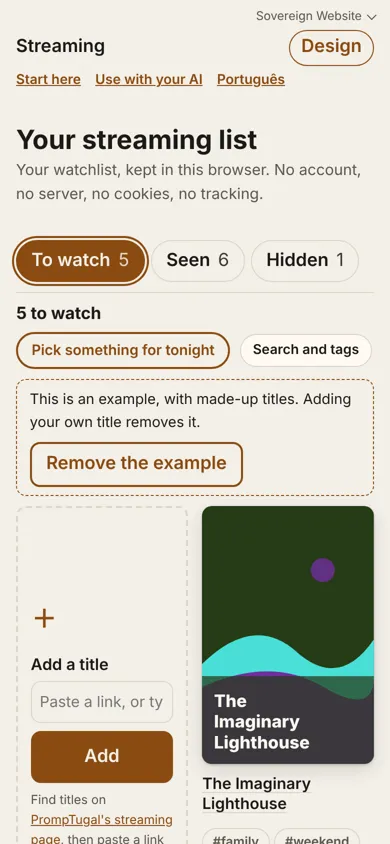 Sovereign Website
Streaming
Design
Start here
Use with your AI
Português
Your streaming list
Your watchlist, kept in this browser. No account,
no server, no cookies, no tracking.
To watch 5
Seen 6
Hidden 1
5 to watch
Pick something for tonight
Search and tags
This is an example, with made-up titles. Adding
your own title removes it.
Remove the example
+
Add a title
Paste a link, or ty
Add
Find titles on
PrompTugal's streaming
page, then paste a link
The
Imaginary
Lighthouse
The Imaginary
Lighthouse
#family
#weekend